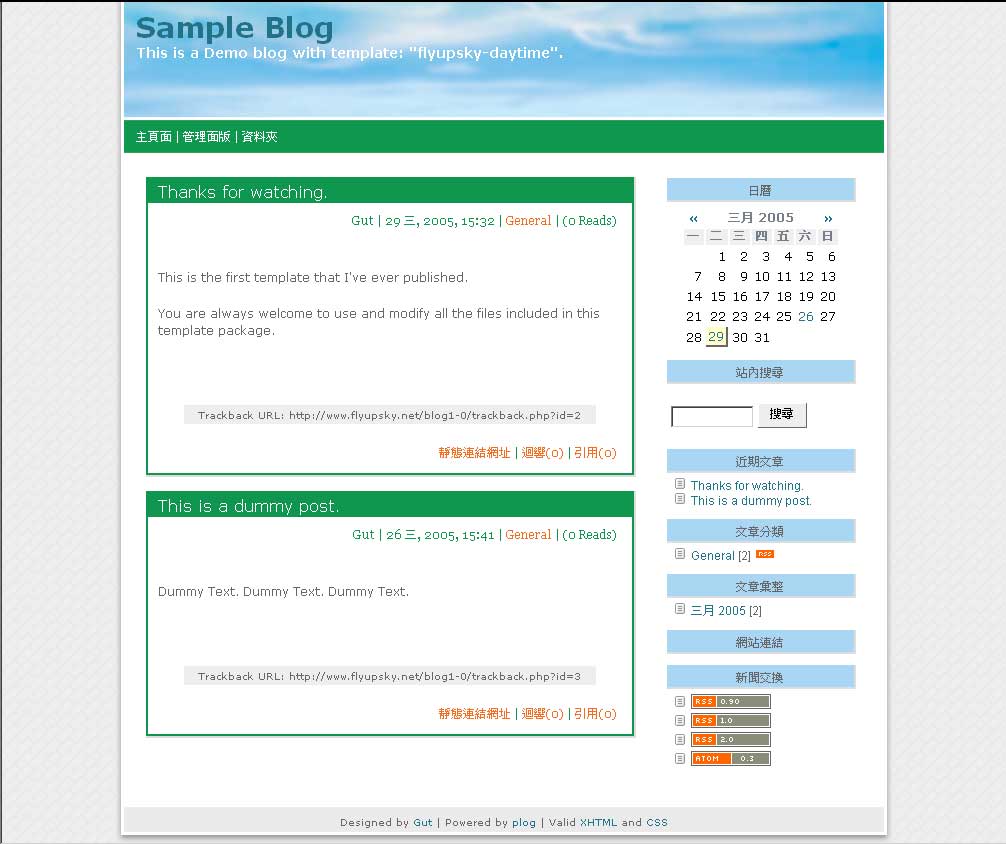 Sample Blog
This is a Demo blog with template: "flyupsky-daytime".
主頁面 | 管理面版 | 資料夾
Thanks for watching.
Gut | 29 三, 2005, 15:32 | General | (0 Reads)
This is the first template that I've ever published.
You are always welcome to use and modify all the files included in this
template package.
Trackback URL: http://www.flyupsky.net/blog1-0/trackback.php?id=2
靜態連結網址 | 迴響(0) | 引用(0)
This is a dummy post.
Gut | 26 三, 2005, 15:41 | General | (0 Reads)
Dummy Text. Dummy Text. Dummy Text.
Trackback URL: http://www.flyupsky.net/blog1-0/trackback.php?id=3
靜態連結網址 | 迴響(0) | 引用(0)
日曆
« 三月 2005 »
一 二 三 四 五 六 日
1 2 3 4 5 6
7 8 9 10 11 12 13
14 15 16 17 18 19 20
21 22 23 24 25 26 27
28 29 30 31
站內搜尋
搜尋
近期文章
Thanks for watching.
This is a dummy post.
文章分類
General [2] RSS
文章彙整
三月 2005 [2]
網站連結
新聞交換
RSS 0.90
RSS 1.0
RSS 2.0
ATOM 0.3
Designed by Gut | Powered by plog | Valid XHTML and CSS